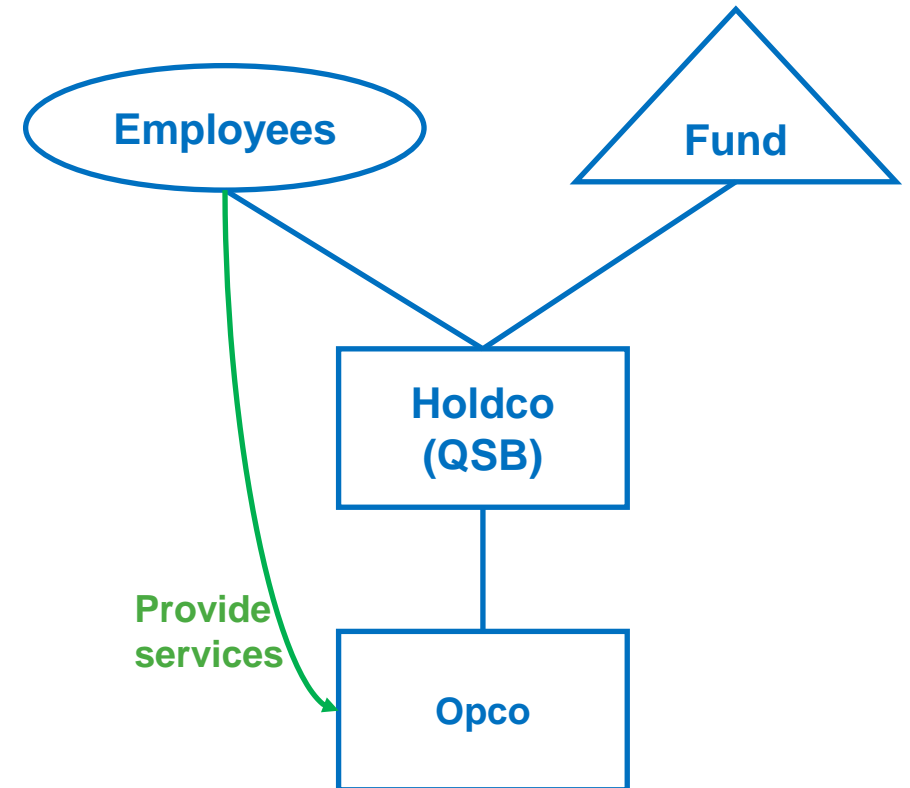 Employees
Fund
Holdco
(QSB)
Provide
services
Opco